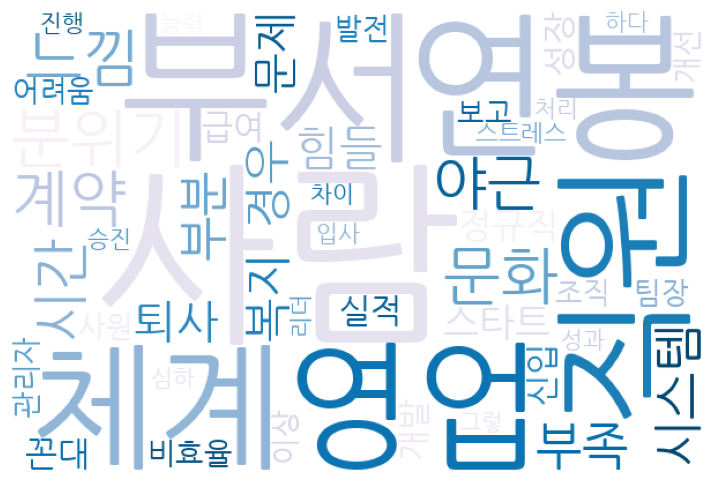 진행
능력
느낌
부서
문제
발전
연봉
성장
하다
개선
어려움
보고
처리
스트레스
분위기
급여
힘들
계약
부분
경우
차이
야근
직원
승진
입사
사람
정규직
시간
복지
리더
문화
조직
팀장
사원
퇴사
실적
스타트
성과
시스템
관리자
체계
심하
영업
신입
꼰대
비효율
이상
개발
그렇
부족